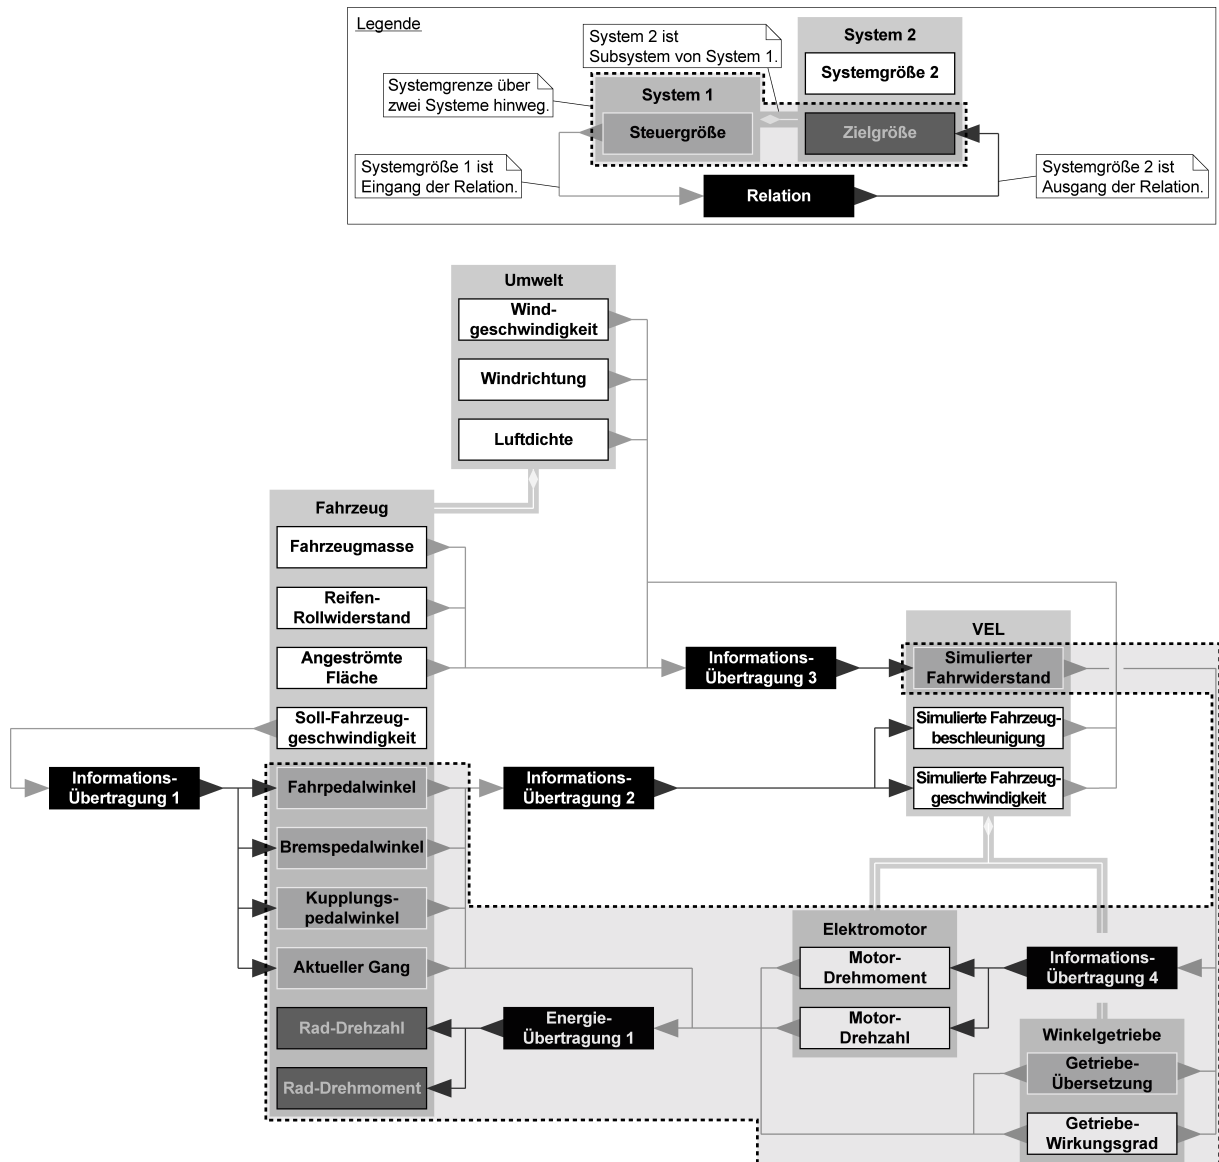 Legende
System 2 ist
Subsystem von System 1.
System 2
Systemgröße 2
Systemgrenze über
zwei Systeme hinweg.
System 1
Steuergröße
Zielgröße
Systemgröße 1 ist
Eingang der Relation.
Relation
Systemgröße 2 ist
Ausgang der Relation.
Umwelt
Wind-
geschwindigkeit
Windrichtung
Luftdichte
Fahrzeug
Fahrzeugmasse
Reifen-
Rollwiderstand
Angeströmte
Fläche
Soll-Fahrzeug-
geschwindigkeit
Informations-
Übertragung 3
VEL
Simulierter
Fahrwiderstand
Simulierte Fahrzeug-
beschleunigung
Simulierte Fahrzeug-
geschwindigkeit
Informations-
Übertragung 1
Fahrpedalwinkel
Informations-
Übertragung 2
Bremspedalwinkel
Kupplungs-
pedalwinkel
Aktueller Gang
Rad-Drehzahl
Rad-Drehmoment
Energie-
Übertragung 1
Elektromotor
Motor-
Drehmoment
Motor-
Drehzahl
Informations-
Übertragung 4
Winkelgetriebe
Getriebe-
Übersetzung
Getriebe-
Wirkungsgrad